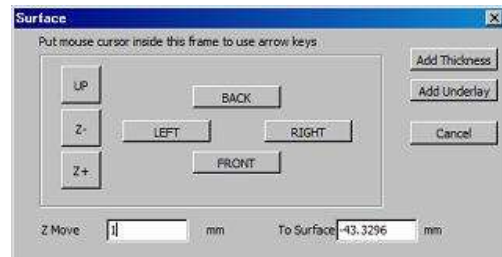 Surface
Put mouse cursor inside this frame to use arrow keys
Add Thickness
UP
BACK
Add Underlay
Z-
LEFT
RIGHT
Cancel
Z+
FRONT
Z Move 1 mm To Surface -43.3296 mm